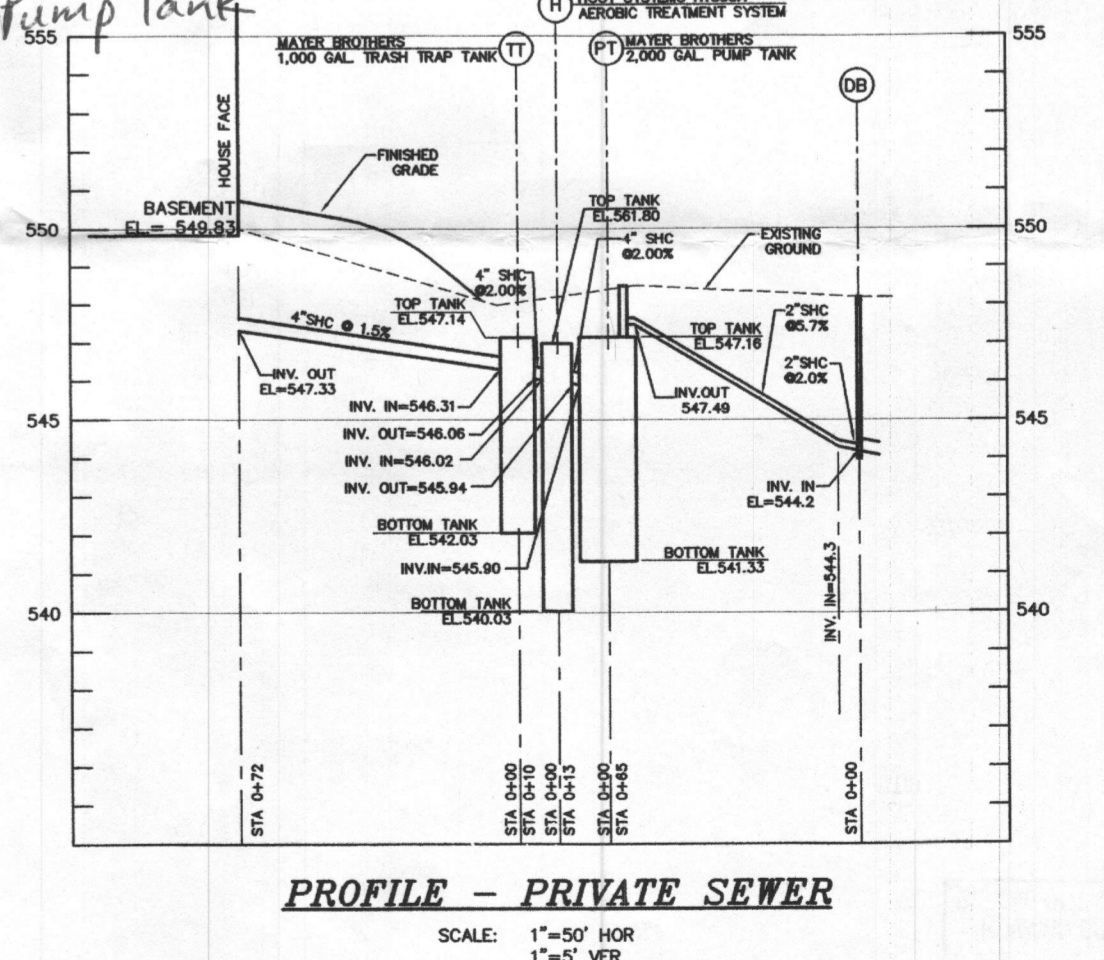 Pump Tank
H
AEROBIC TREATMENT SYSTEM
555
555
MAYER BROTHERS
1,000 GAL. TRASH TRAP TANK
TT
PT
MAYER BROTHERS
2,000 GAL. PUMP TANK
DB
HOUSE FACE
FINISHED
GRADE
BASEMENT
EL.= 549.83
550
550
TOP TANK
EL.561.80
4" SHC
@2.00%
EXISTING
GROUND
4" SHC
@2.00%
TOP TANK
EL.547.14
4"SHC @ 1.5%
2"SHC
@5.7%
TOP TANK
EL.547.16
2"SHC
@2.0%
INV. OUT
EL=547.33
INV. IN=546.31
INV.OUT
547.49
545
545
INV. OUT=546.06
INV. IN=546.02
INV. OUT=545.94
INV. IN
EL=544.2
BOTTOM TANK
EL.542.03
INV.IN=545.90
BOTTOM TANK
EL.541.33
INV. IN=544.3
BOTTOM TANK
EL.540.03
540
540
STA 0+72
STA 0+00
STA 0+10
STA 0+00
STA 0+13
STA 0+00
STA 0+65
STA 0+00
PROFILE - PRIVATE SEWER
SCALE: 1"=50' HOR
1"=5' VER